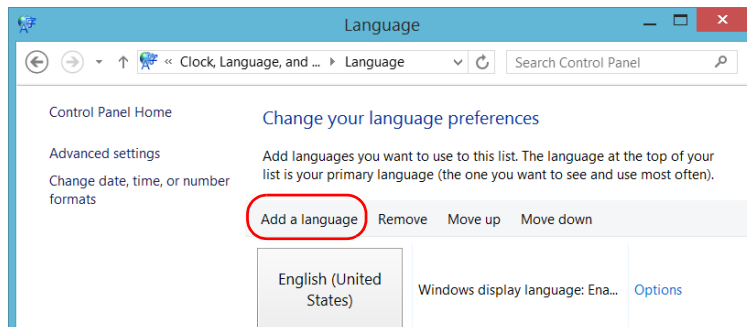 Language
« Clock, Language, and ... Language
Search Control Panel
Control Panel Home
Advanced settings
Change date, time, or number
formats
Change your language preferences
Add languages you want to use to this list. The language at the top of your
list is your primary language (the one you want to see and use most often).
Add a language Remove Move up Move down
English (United
States)
Windows display language: Ena...
Options